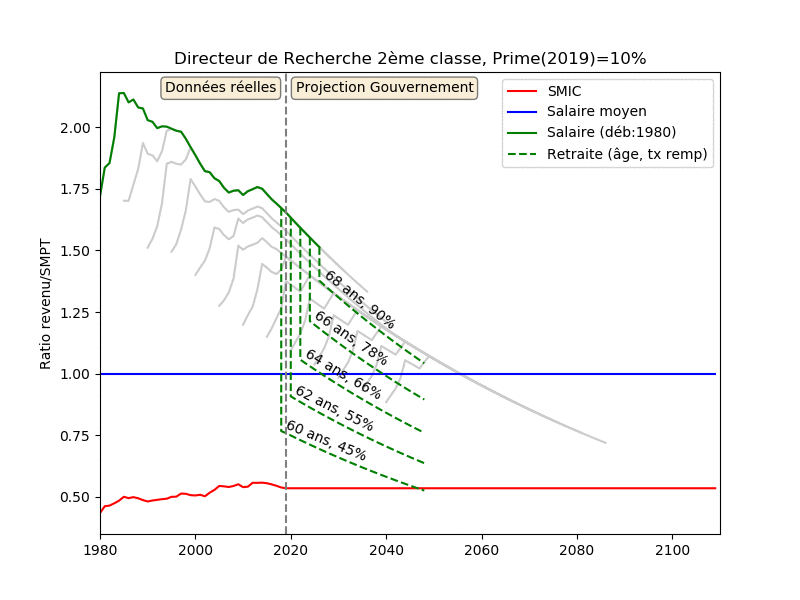 Directeur de Recherche 2ème classe, Prime(2019)=10%
Données réelles
Projection Gouvernement
SMIC
Salaire moyen
Salaire (déb:1980)
Retraite (âge, tx remp)
Ratio revenu/SMPT
2.00
1.75
1.50
1.25
1.00
0.75
0.50
68 ans, 90%
66 ans, 78%
64 ans, 66%
62 ans, 55%
60 ans, 45%
1980
2000
2020
2040
2060
2080
2100